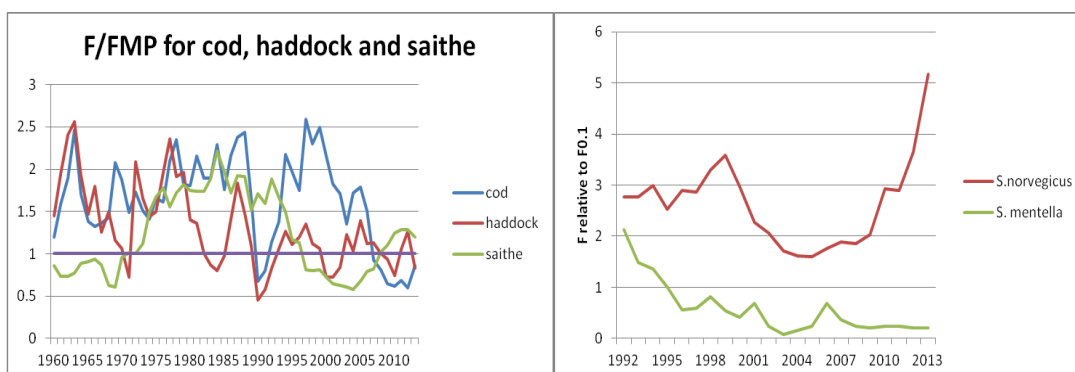 F/FMP for cod, haddock and saithe
3
2.5
2
1.5
1
0.5
0
1960 1965 1970 1975 1980 1985 1990 1995 2000 2005 2010
cod
haddock
saithe
F relative to F0.1
6
5
4
3
2
1
0
1992 1995 1998 2001 2004 2007 2010 2013
S.norvegicus
S. mentella